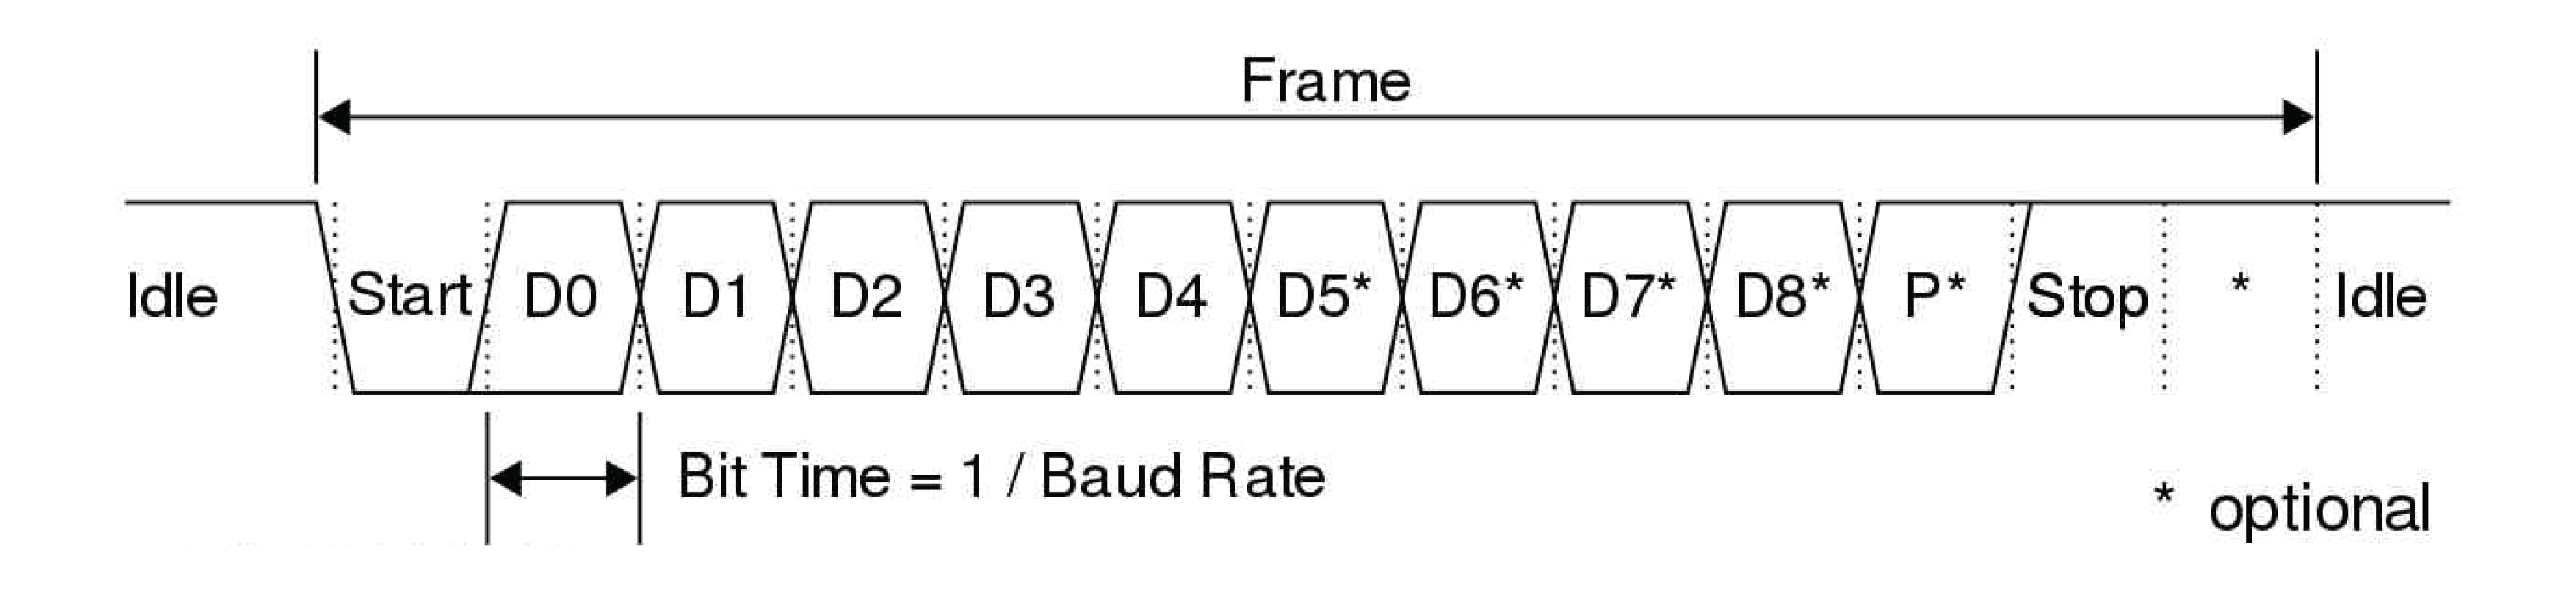 Frame
Idle Start D0 D1 D2 D3 D4 D5* D6* D7* D8* P* Stop * Idle
Bit Time = 1 / Baud Rate
* optional